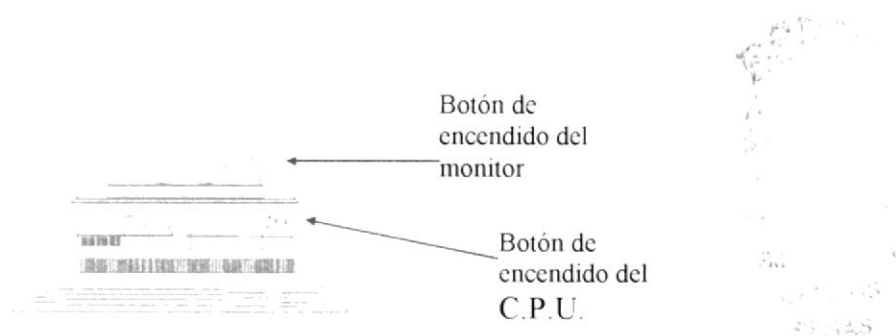 Botón de
encendido del
monitor
Botón de
encendido del
C.P.U.